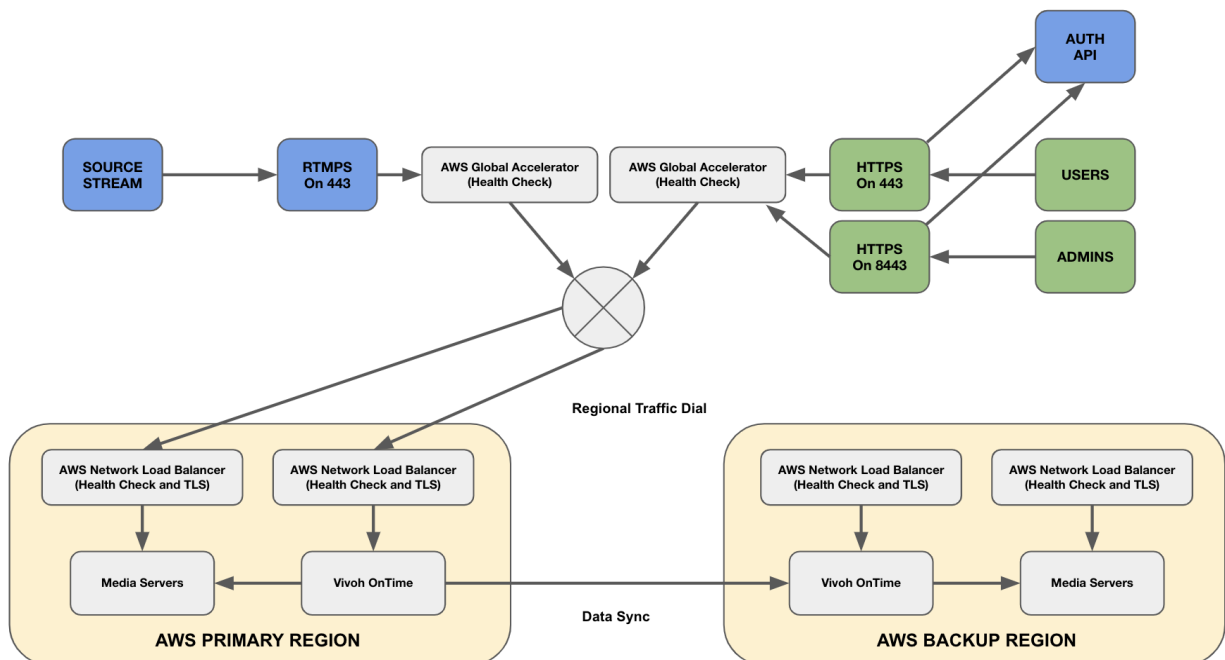 AUTH
API
SOURCE
STREAM
RTMPS
On 443
AWS Global Accelerator
(Health Check)
AWS Global Accelerator
(Health Check)
HTTPS
On 443
USERS
HTTPS
On 8443
ADMINS
Regional Traffic Dial
AWS Network Load Balancer
(Health Check and TLS)
AWS Network Load Balancer
(Health Check and TLS)
AWS Network Load Balancer
(Health Check and TLS)
AWS Network Load Balancer
(Health Check and TLS)
Media Servers
Vivoh OnTime
Vivoh OnTime
Media Servers
Data Sync
AWS PRIMARY REGION
AWS BACKUP REGION